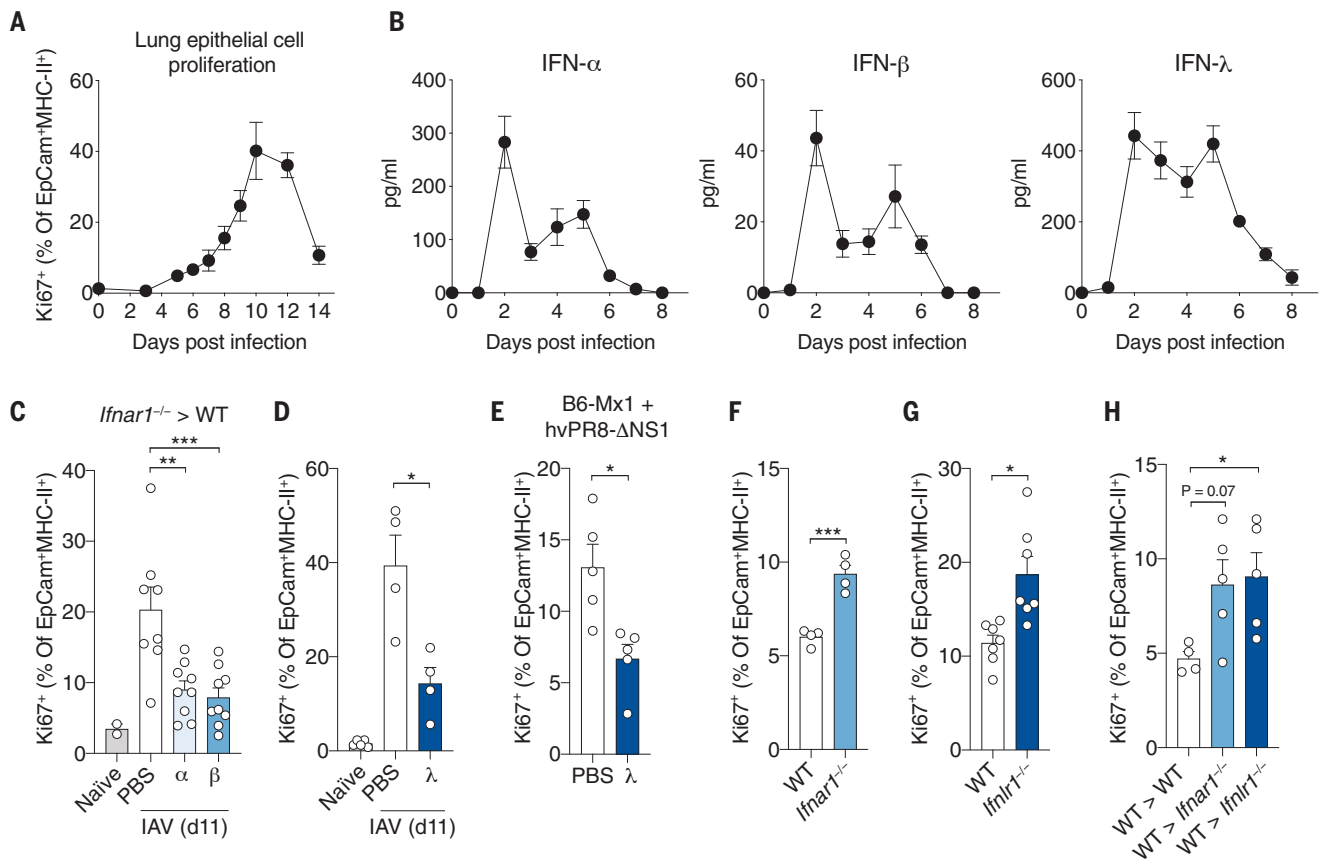 A
Lung epithelial cell
proliferation
Ki67⁺ (% Of EpCam⁺MHC-II⁺)
60
40
20
0
0 2 4 6 8 10 12 14
Days post infection
B
IFN-α
pg/ml
400
300
200
100
0
0 2 4 6 8
Days post infection
IFN-β
pg/ml
60
40
20
0
0 2 4 6 8
Days post infection
IFN-λ
pg/ml
600
400
200
0
0 2 4 6 8
Days post infection
C
Ifnar1⁻/⁻ > WT
Ki67⁺ (% Of EpCam⁺MHC-II⁺)
***
**
40
30
20
10
0
Naïve PBS α β
IAV (d11)
D
Ki67⁺ (% Of EpCam⁺MHC-II⁺)
*
60
40
20
0
Naïve PBS λ
IAV (d11)
E
B6-Mx1 +
hvPR8-ΔNS1
Ki67⁺ (% Of EpCam⁺MHC-II⁺)
*
20
15
10
5
0
PBS λ
F
Ki67⁺ (% Of EpCam⁺MHC-II⁺)
***
15
10
5
0
WT Ifnar1⁻/⁻
G
Ki67⁺ (% Of EpCam⁺MHC-II⁺)
*
30
20
10
0
WT Ifnlr1⁻/⁻
H
Ki67⁺ (% Of EpCam⁺MHC-II⁺)
*
P = 0.07
15
10
5
0
WT > WT
WT > Ifnar1⁻/⁻
WT > Ifnlr1⁻/⁻